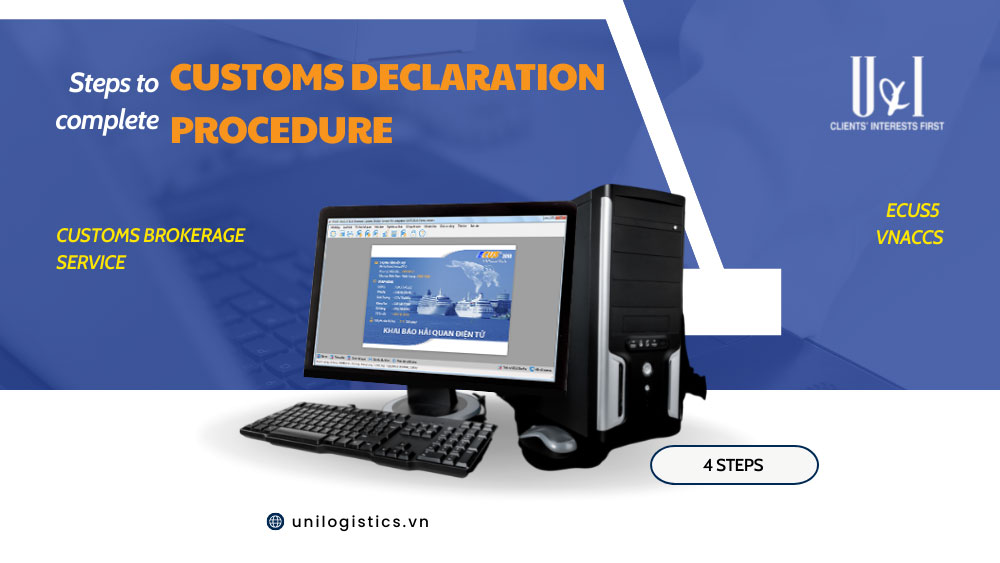 Steps to
complete
CUSTOMS DECLARATION
PROCEDURE
U&I
CLIENTS' INTERESTS FIRST
CUSTOMS BROKERAGE
SERVICE
ECUS5
VNACCS
KHAI BÁO HẢI QUAN ĐIỆN TỬ
4 STEPS
unilogistics.vn